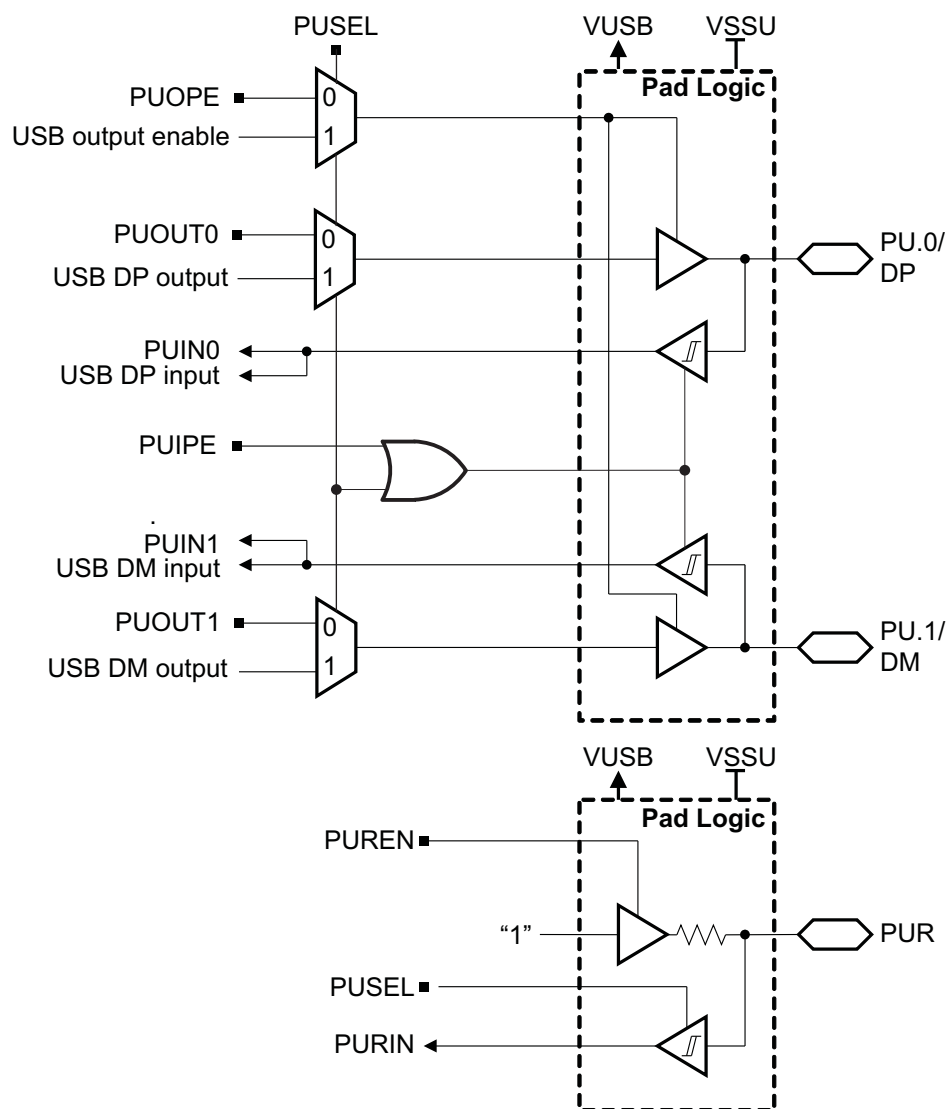 PUSEL
VUSB
VSSU
Pad Logic
PUOPE
0
USB output enable
1
PUOUT0
0
USB DP output
1
PU.0/
DP
PUIN0
USB DP input
PUIPE
.
PUIN1
USB DM input
PUOUT1
0
USB DM output
1
PU.1/
DM
VUSB
VSSU
Pad Logic
PUREN
“1”
PUR
PUSEL
PURIN